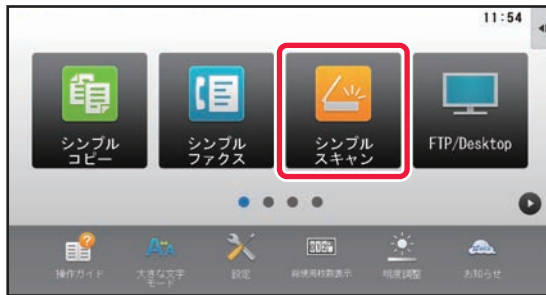 11:54
シンプル
コピー
シンプル
ファクス
シンプル
スキャン
FTP/Desktop
操作ガイド
大きな文字
モード
設定
総使用枚数表示
明度調整
お知らせ